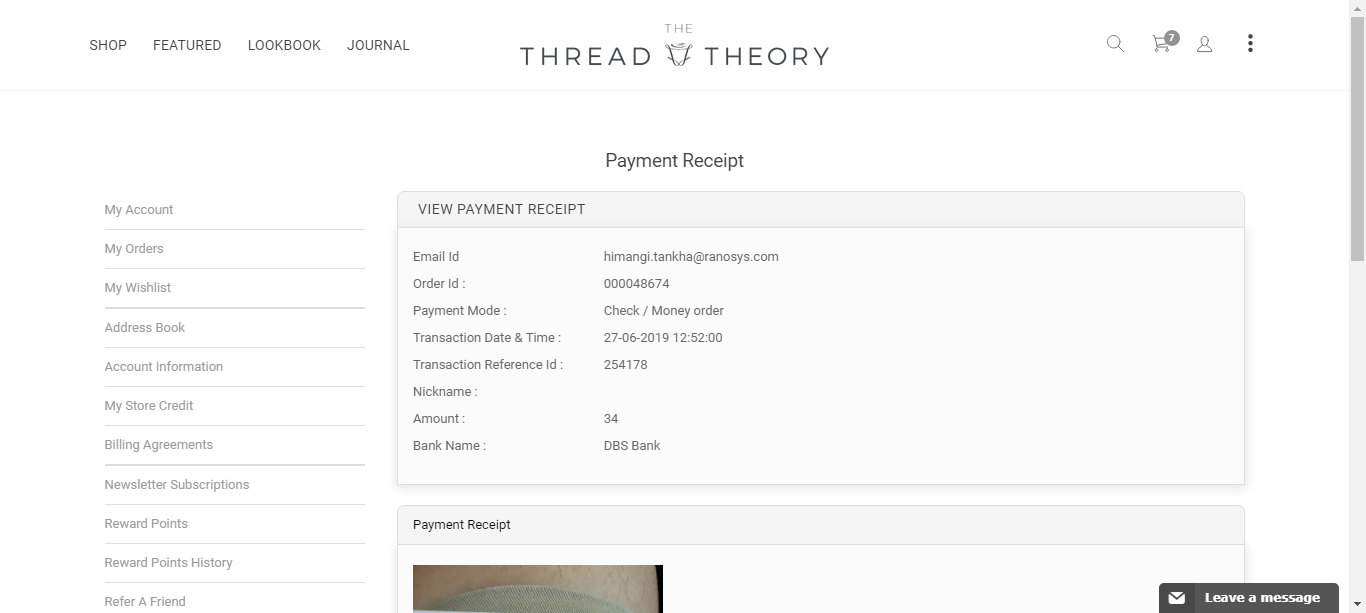 THE
SHOP FEATURED LOOKBOOK JOURNAL THREAD THEORY 7
Payment Receipt
My Account
My Orders
My Wishlist
Address Book
Account Information
My Store Credit
Billing Agreements
Newsletter Subscriptions
Reward Points
Reward Points History
Refer A Friend
VIEW PAYMENT RECEIPT
Email Id himangi.tankha@ranosys.com
Order Id : 000048674
Payment Mode : Check / Money order
Transaction Date & Time : 27-06-2019 12:52:00
Transaction Reference Id : 254178
Nickname :
Amount : 34
Bank Name : DBS Bank
Payment Receipt
Leave a message